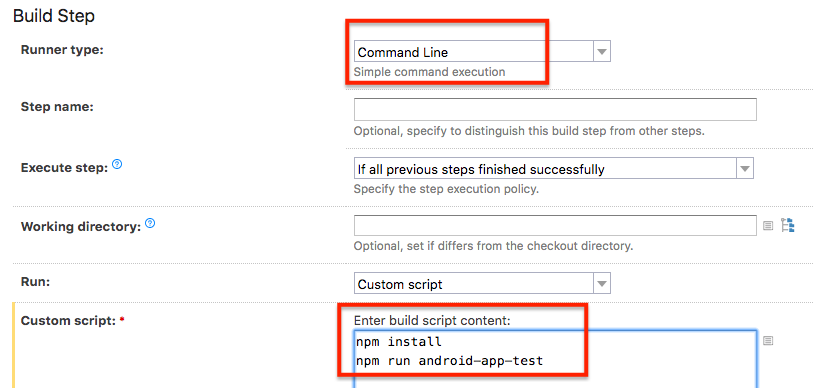 Build Step
Runner type:
Command Line
Simple command execution
Step name:
Optional, specify to distinguish this build step from other steps.
Execute step:
If all previous steps finished successfully
Specify the step execution policy.
Working directory:
Optional, set if differs from the checkout directory.
Run:
Custom script
Custom script: *
Enter build script content:
npm install
npm run android-app-test